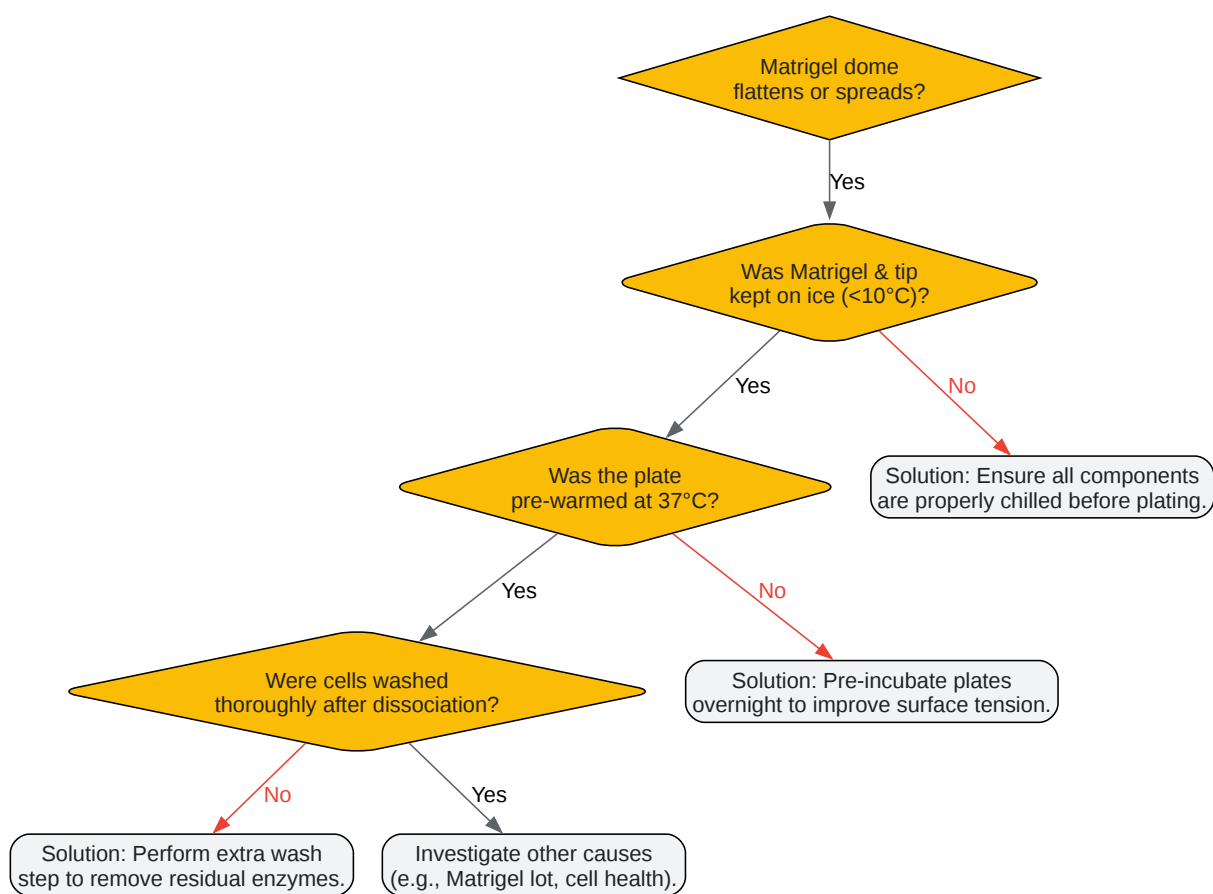 Matrigel dome
flattens or spreads?
Yes
Was Matrigel & tip
kept on ice (<10°C)?
Yes
No
Was the plate
pre-warmed at 37°C?
Solution: Ensure all components
are properly chilled before plating.
Yes
No
Were cells washed
thoroughly after dissociation?
Solution: Pre-incubate plates
overnight to improve surface tension.
No
Yes
Solution: Perform extra wash
step to remove residual enzymes.
Investigate other causes
(e.g., Matrigel lot, cell health).